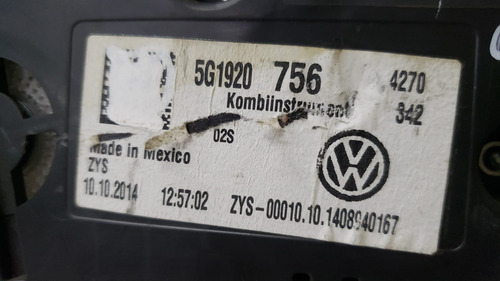 5G1920 756 4270
Kombiinstrument 342
02S
Made in Mexico
ZYS
10.10.2014 12:57:02 ZYS-00010.10.1408940167